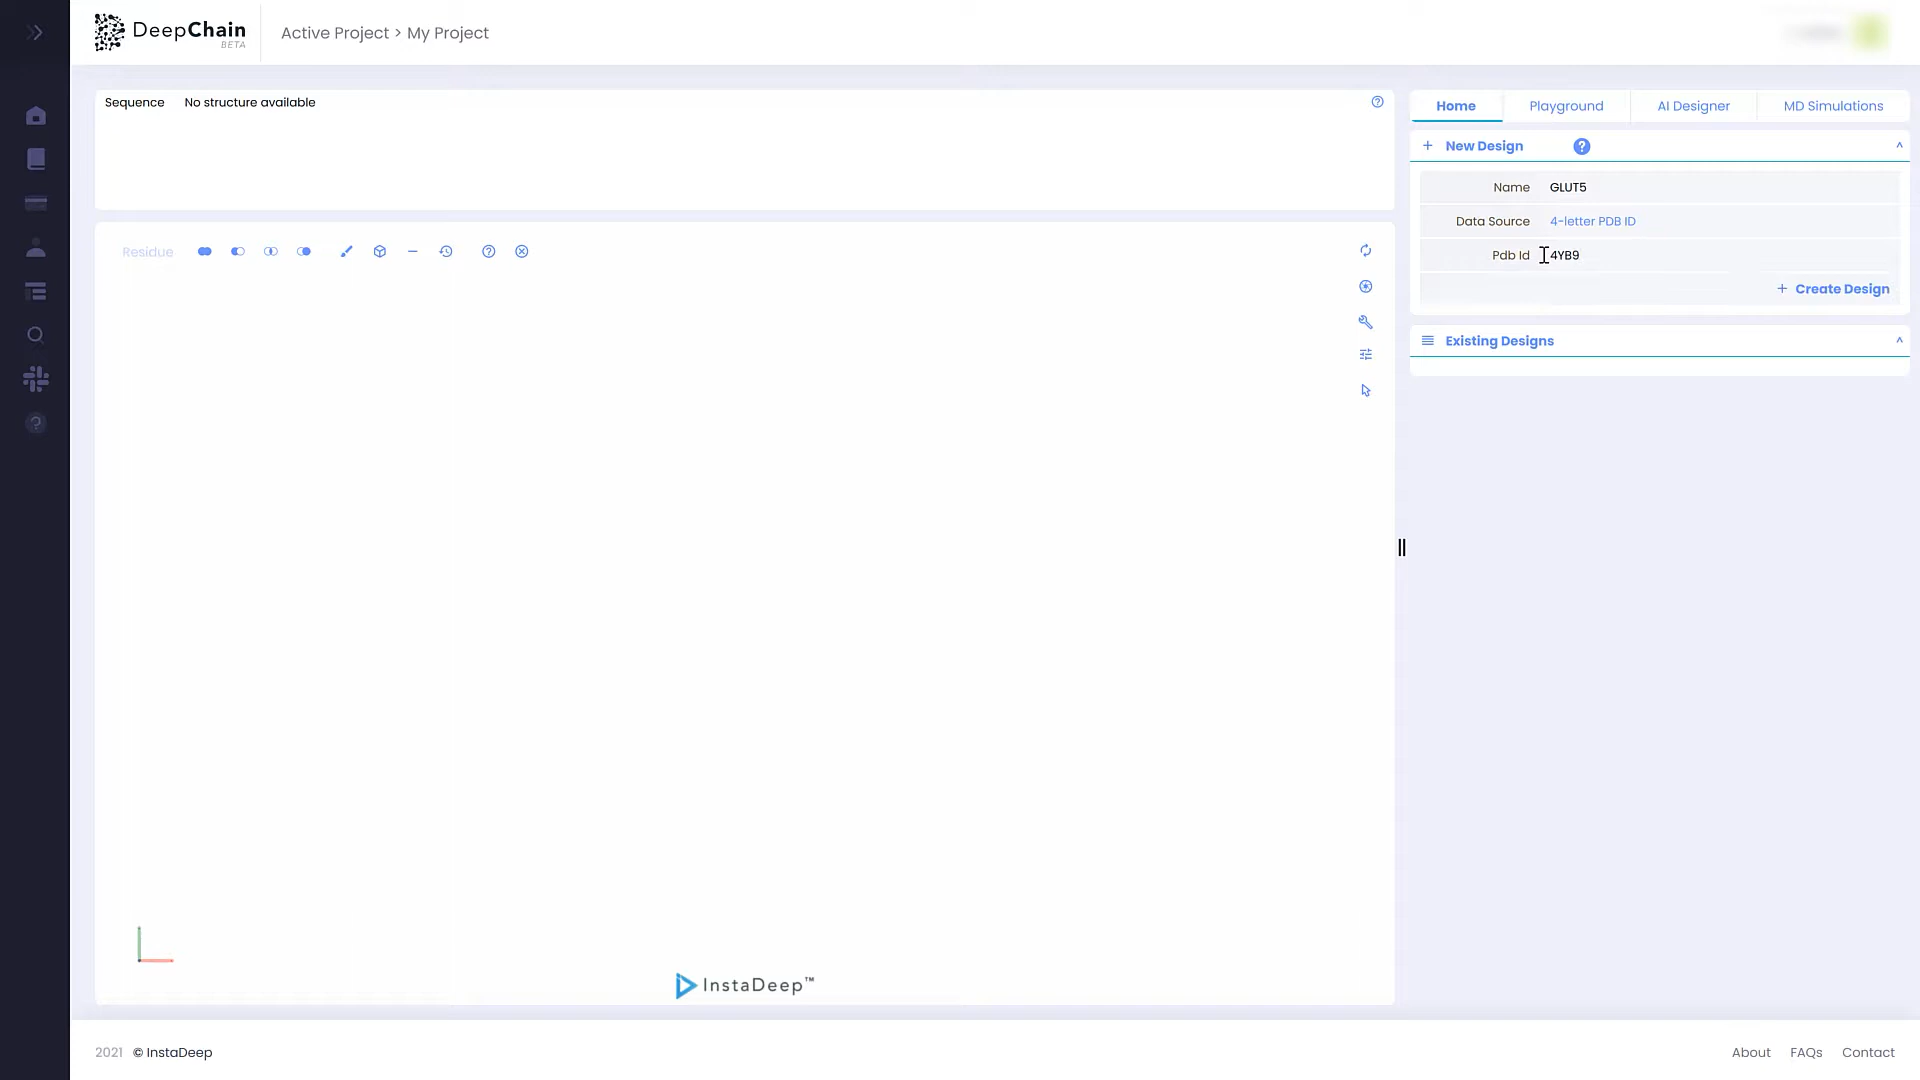 DeepChain
BETA
Active Project > My Project
Sequence No structure available
Home Playground AI Designer MD Simulations
+ New Design ?
Name GLUT5
Data Source 4-letter PDB ID
Pdb Id 4YB9
+ Create Design
Existing Designs
Residue
InstaDeep™
2021 © InstaDeep
About FAQs Contact